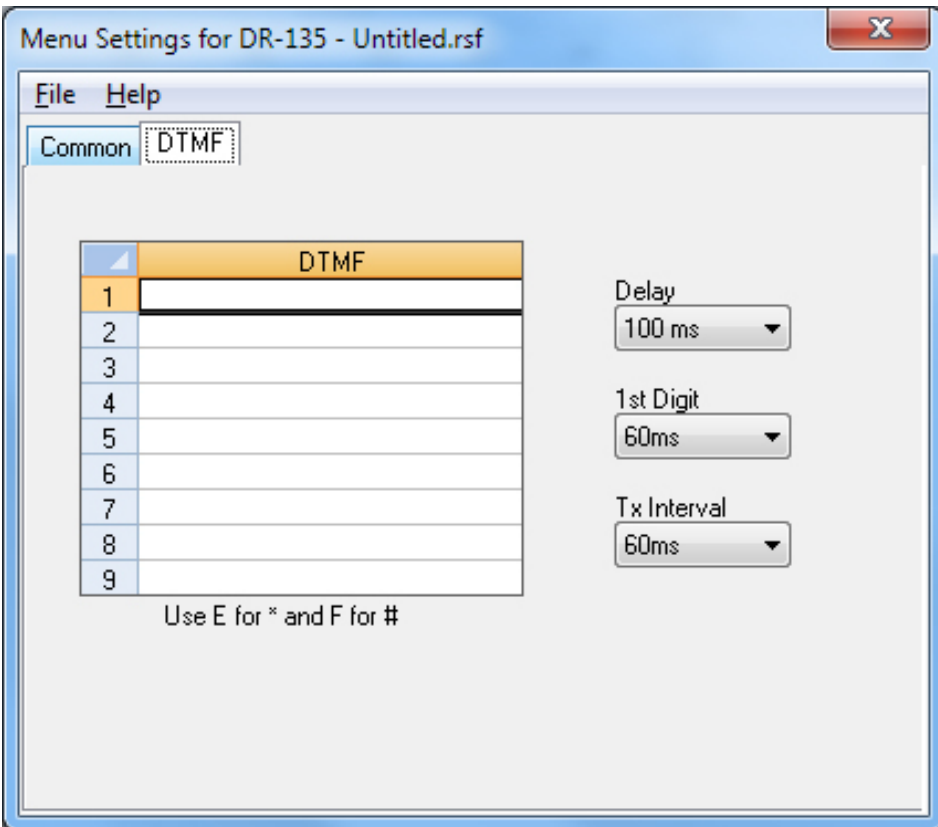 Menu Settings for DR-135 - Untitled.rsf
File Help
Common DTMF
DTMF
1
2
3
4
5
6
7
8
9
Use E for * and F for #
Delay
100 ms
1st Digit
60ms
Tx Interval
60ms